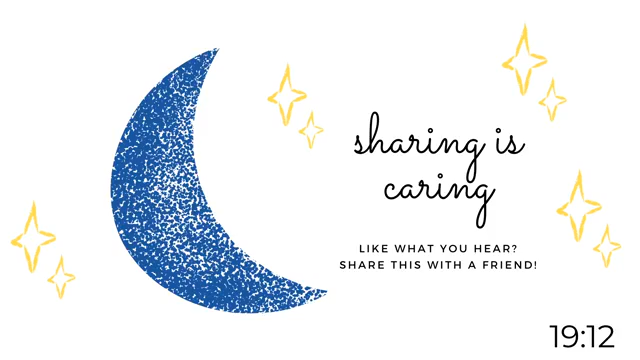 sharing is
caring
LIKE WHAT YOU HEAR?
SHARE THIS WITH A FRIEND!
19:12